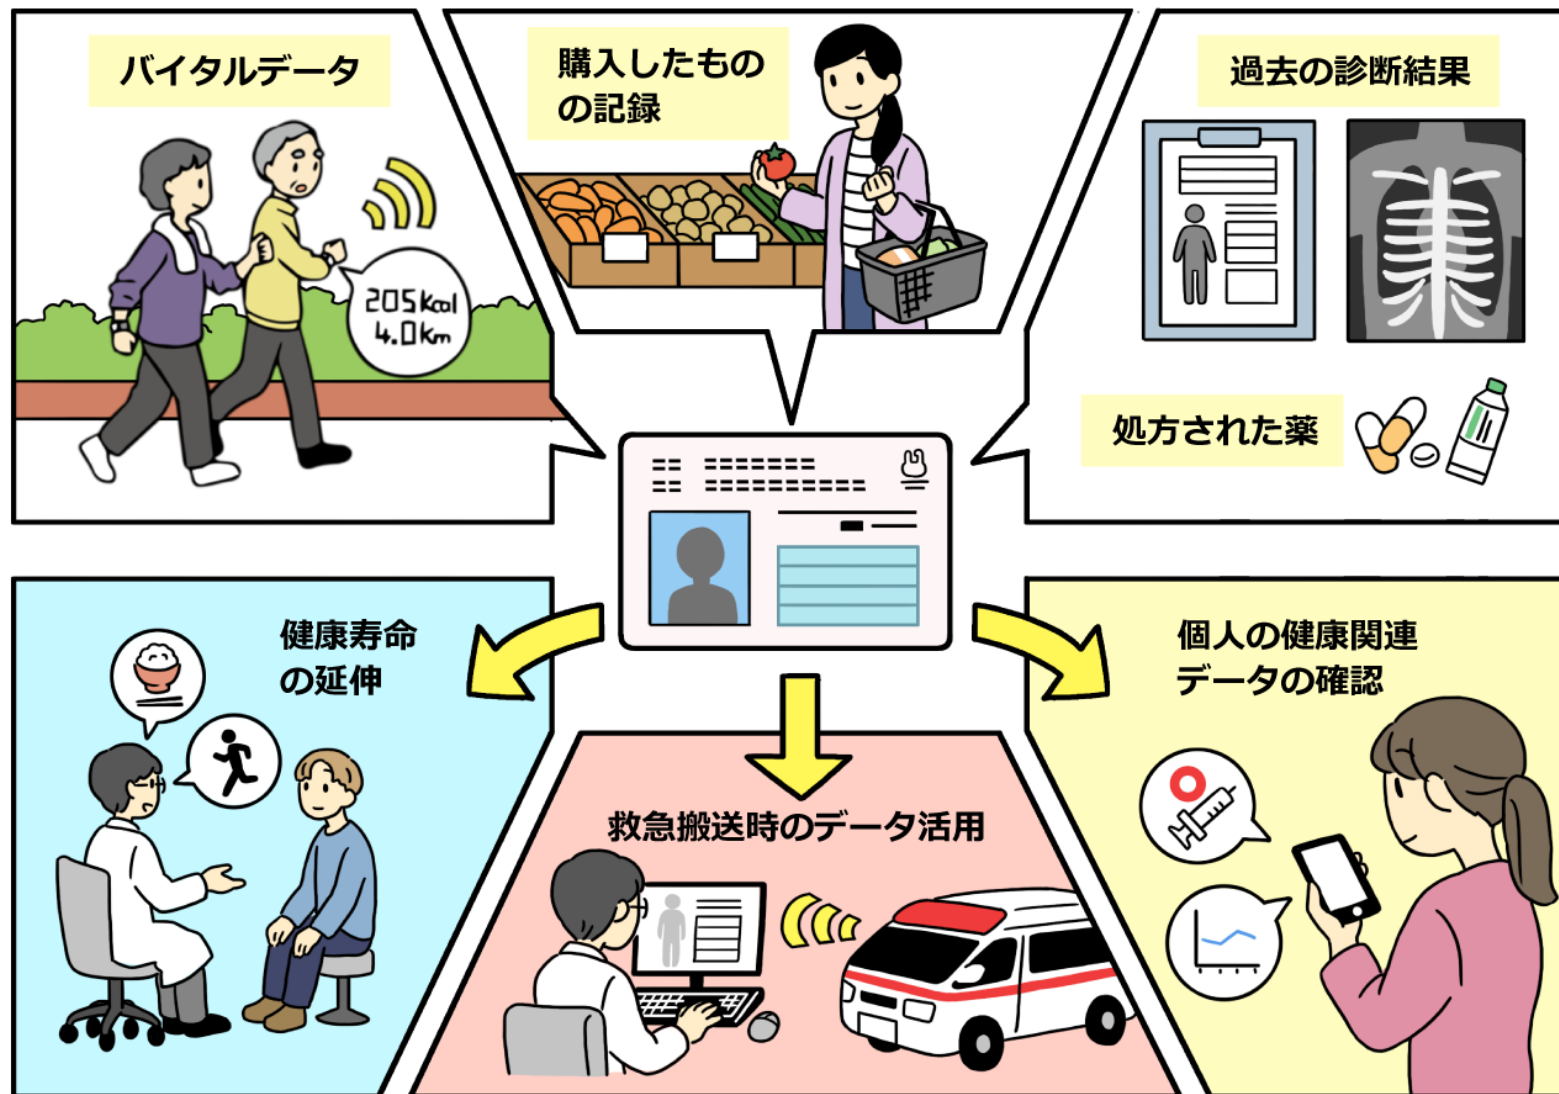 バイタルデータ
購入したもの
の記録
過去の診断結果
205kcal
4.0km
処方された薬
健康寿命
の延伸
個人の健康関連
データの確認
救急搬送時のデータ活用